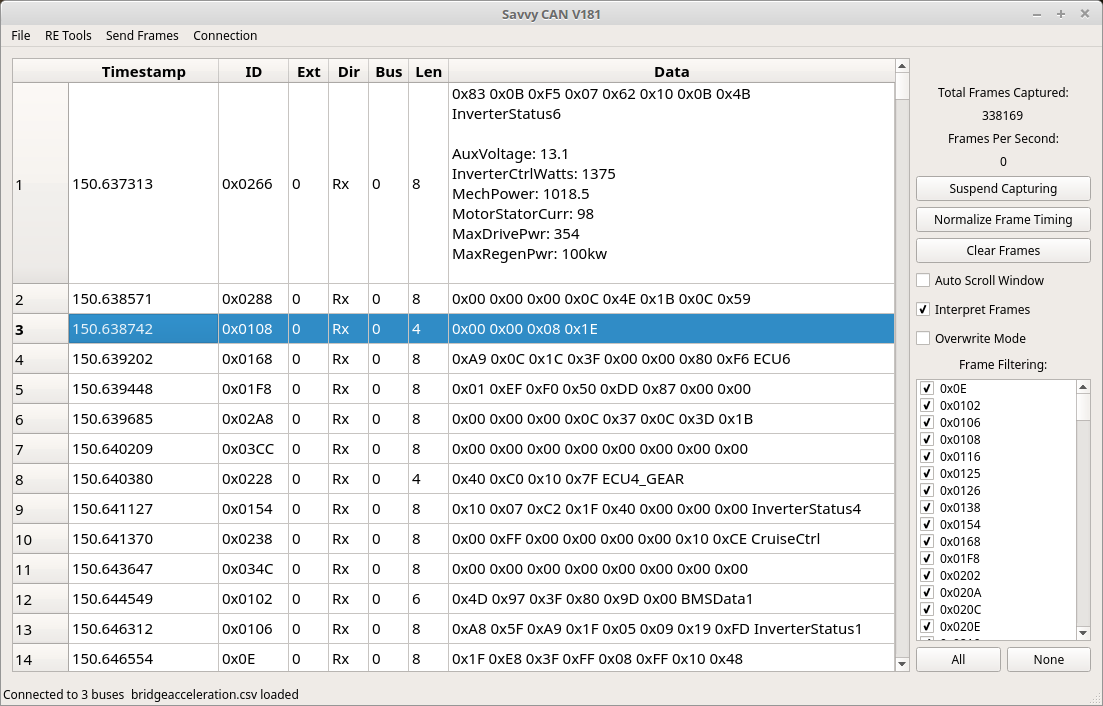 Savvy CAN V181
File RE Tools Send Frames Connection
Timestamp ID Ext Dir Bus Len Data
1 150.637313 0x0266 0 Rx 0 8 0x83 0x0B 0xF5 0x07 0x62 0x10 0x0B 0x4B
InverterStatus6
AuxVoltage: 13.1
InverterCtrlWatts: 1375
MechPower: 1018.5
MotorStatorCurr: 98
MaxDrivePwr: 354
MaxRegenPwr: 100kw
2 150.638571 0x0288 0 Rx 0 8 0x00 0x00 0x00 0x0C 0x4E 0x1B 0x0C 0x59
3 150.638742 0x0108 0 Rx 0 4 0x00 0x00 0x08 0x1E
4 150.639202 0x0168 0 Rx 0 8 0xA9 0x0C 0x1C 0x3F 0x00 0x00 0x80 0xF6 ECU6
5 150.639448 0x01F8 0 Rx 0 8 0x01 0xEF 0xF0 0x50 0xDD 0x87 0x00 0x00
6 150.639685 0x02A8 0 Rx 0 8 0x00 0x00 0x00 0x0C 0x37 0x0C 0x3D 0x1B
7 150.640209 0x03CC 0 Rx 0 8 0x00 0x00 0x00 0x00 0x00 0x00 0x00 0x00
8 150.640380 0x0228 0 Rx 0 4 0x40 0xC0 0x10 0x7F ECU4_GEAR
9 150.641127 0x0154 0 Rx 0 8 0x10 0x07 0xC2 0x1F 0x40 0x00 0x00 0x00 InverterStatus4
10 150.641370 0x0238 0 Rx 0 8 0x00 0xFF 0x00 0x00 0x00 0x00 0x10 0xCE CruiseCtrl
11 150.643647 0x034C 0 Rx 0 8 0x00 0x00 0x00 0x00 0x00 0x00 0x00 0x00
12 150.644549 0x0102 0 Rx 0 6 0x4D 0x97 0x3F 0x80 0x9D 0x00 BMSData1
13 150.646312 0x0106 0 Rx 0 8 0xA8 0x5F 0xA9 0x1F 0x05 0x09 0x19 0xFD InverterStatus1
14 150.646554 0x0E 0 Rx 0 8 0x1F 0xE8 0x3F 0xFF 0x08 0xFF 0x10 0x48
Total Frames Captured:
338169
Frames Per Second:
0
Suspend Capturing
Normalize Frame Timing
Clear Frames
Auto Scroll Window
Interpret Frames
Overwrite Mode
Frame Filtering:
0x0E
0x0102
0x0106
0x0108
0x0116
0x0125
0x0126
0x0138
0x0154
0x0168
0x01F8
0x0202
0x020A
0x020C
0x020E
All None
Connected to 3 buses bridgeacceleration.csv loaded